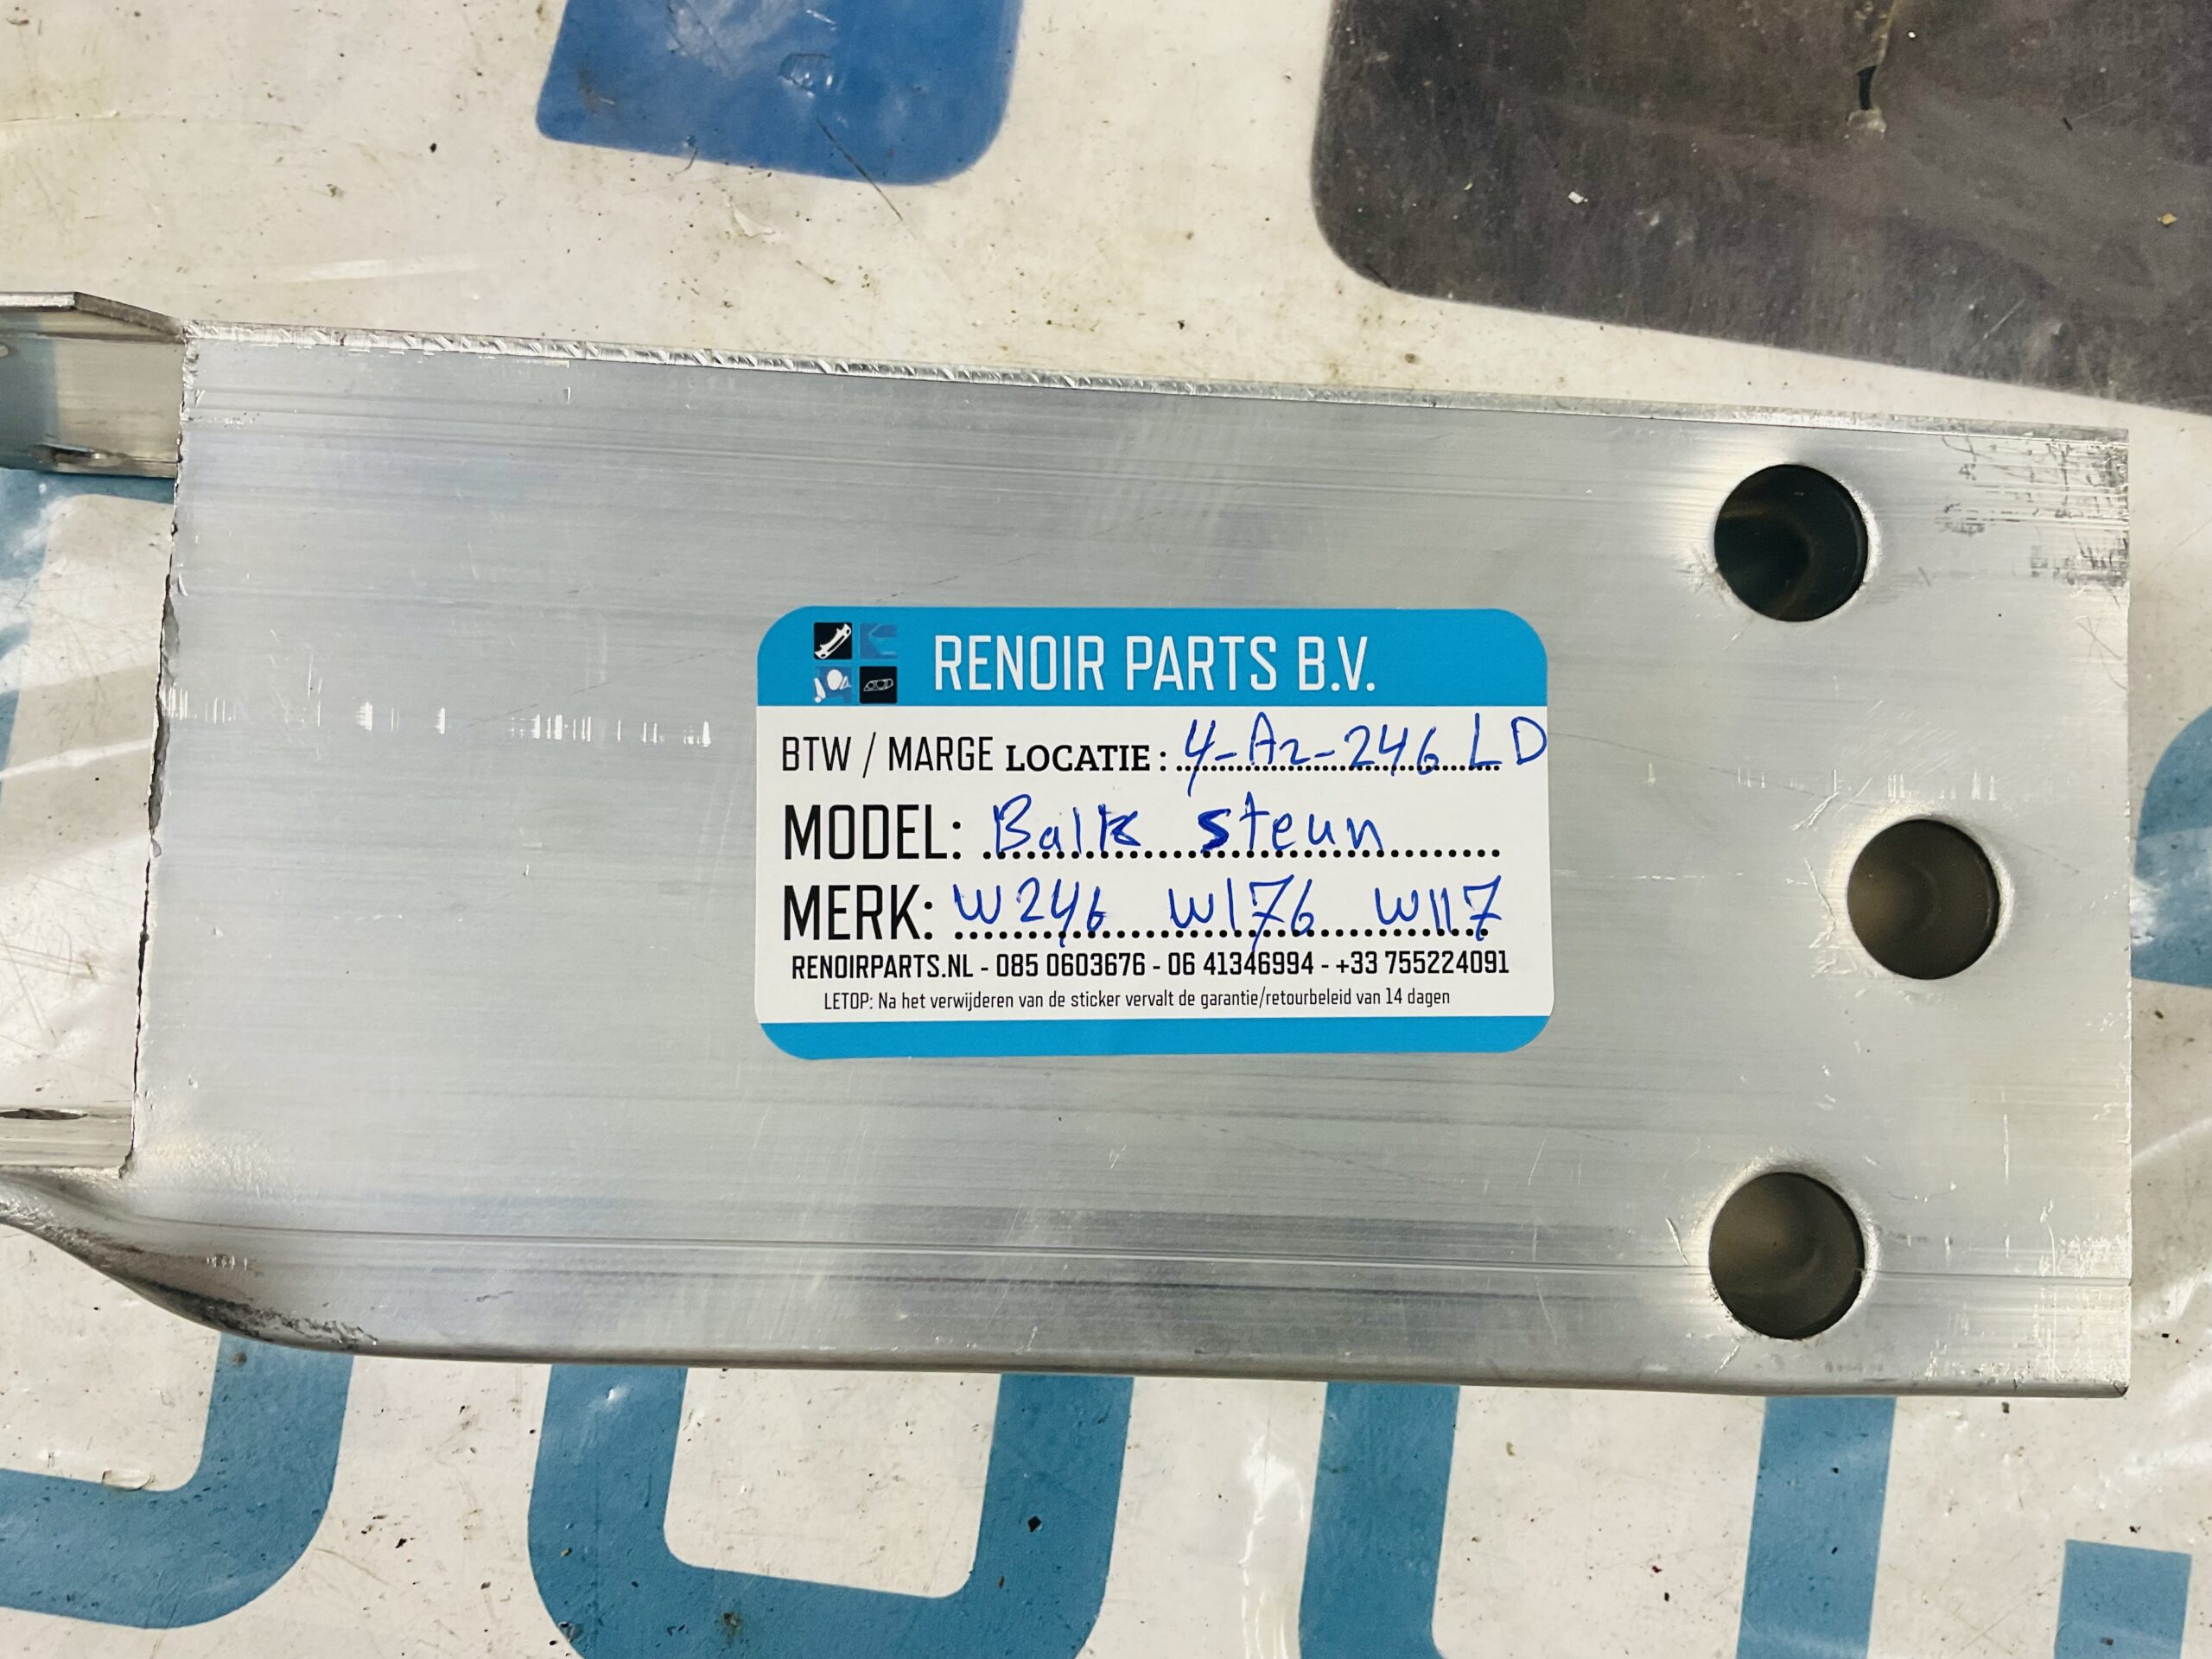 RENOIR PARTS B.V.
BTW / MARGE LOCATIE: 4-A2-246 LD
MODEL: Balk steun
MERK: W246 W176 W117
RENOIRPARTS.NL - 085 0603676 - 06 41346994 - +33 755224091
LETOP: Na het verwijderen van de sticker vervalt de garantie/retourbeleid van 14 dagen